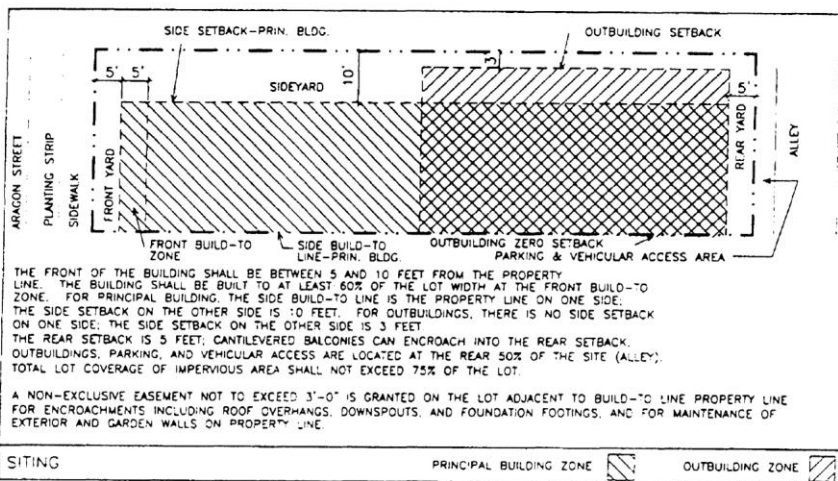 SIDE SETBACK-PRIN. BLDG.
OUTBUILDING SETBACK
5'
5'
SIDEYARD
10'
3'
5'
ARAGON STREET
PLANTING STRIP
SIDEWALK
FRONT YARD
REAR YARD
ALLEY
FRONT BUILD-TO
ZONE
SIDE BUILD-TO
LINE-PRIN. BLDG.
OUTBUILDING ZERO SETBACK
PARKING & VEHICULAR ACCESS AREA
THE FRONT OF THE BUILDING SHALL BE BETWEEN 5 AND 10 FEET FROM THE PROPERTY
LINE. THE BUILDING SHALL BE BUILT TO AT LEAST 60% OF THE LOT WIDTH AT THE FRONT BUILD-TO
ZONE. FOR PRINCIPAL BUILDING, THE SIDE BUILD-TO LINE IS THE PROPERTY LINE ON ONE SIDE;
THE SIDE SETBACK ON THE OTHER SIDE IS 10 FEET. FOR OUTBUILDINGS, THERE IS NO SIDE SETBACK
ON ONE SIDE; THE SIDE SETBACK ON THE OTHER SIDE IS 3 FEET
THE REAR SETBACK IS 5 FEET; CANTILEVERED BALCONIES CAN ENCROACH INTO THE REAR SETBACK.
OUTBUILDINGS, PARKING, AND VEHICULAR ACCESS ARE LOCATED AT THE REAR 50% OF THE SITE (ALLEY).
TOTAL LOT COVERAGE OF IMPERVIOUS AREA SHALL NOT EXCEED 75% OF THE LOT.
A NON-EXCLUSIVE EASEMENT NOT TO EXCEED 3'-0" IS GRANTED ON THE LOT ADJACENT TO BUILD-TO LINE PROPERTY LINE
FOR ENCROACHMENTS INCLUDING ROOF OVERHANGS, DOWNSPOUTS, AND FOUNDATION FOOTINGS, AND FOR MAINTENANCE OF
EXTERIOR AND GARDEN WALLS ON PROPERTY LINE.
SITING
PRINCIPAL BUILDING ZONE
OUTBUILDING ZONE